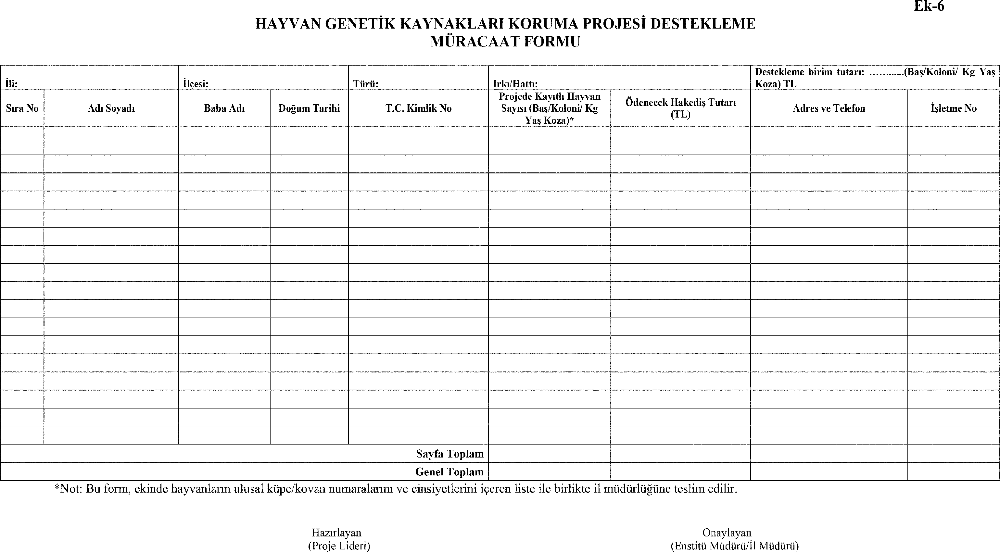 Ek-6
HAYVAN GENETİK KAYNAKLARI KORUMA PROJESİ DESTEKLEME
MÜRACAAT FORMU
İli:
İlçesi:
Türü:
Irkı/Hattı:
Destekleme birim tutarı: ............(Baş/Koloni/ Kg Yaş
Koza) TL
Sıra No
Adı Soyadı
Baba Adı
Doğum Tarihi
T.C. Kimlik No
Projede Kayıtlı Hayvan
Sayısı (Baş/Koloni/ Kg
Yaş Koza)*
Ödenecek Hakediş Tutarı
(TL)
Adres ve Telefon
İşletme No
Sayfa Toplam
Genel Toplam
*Not: Bu form, ekinde hayvanların ulusal küpe/kovan numaralarını ve cinsiyetlerini içeren liste ile birlikte il müdürlüğüne teslim edilir.
Hazırlayan
(Proje Lideri)
Onaylayan
(Enstitü Müdürü/İl Müdürü)